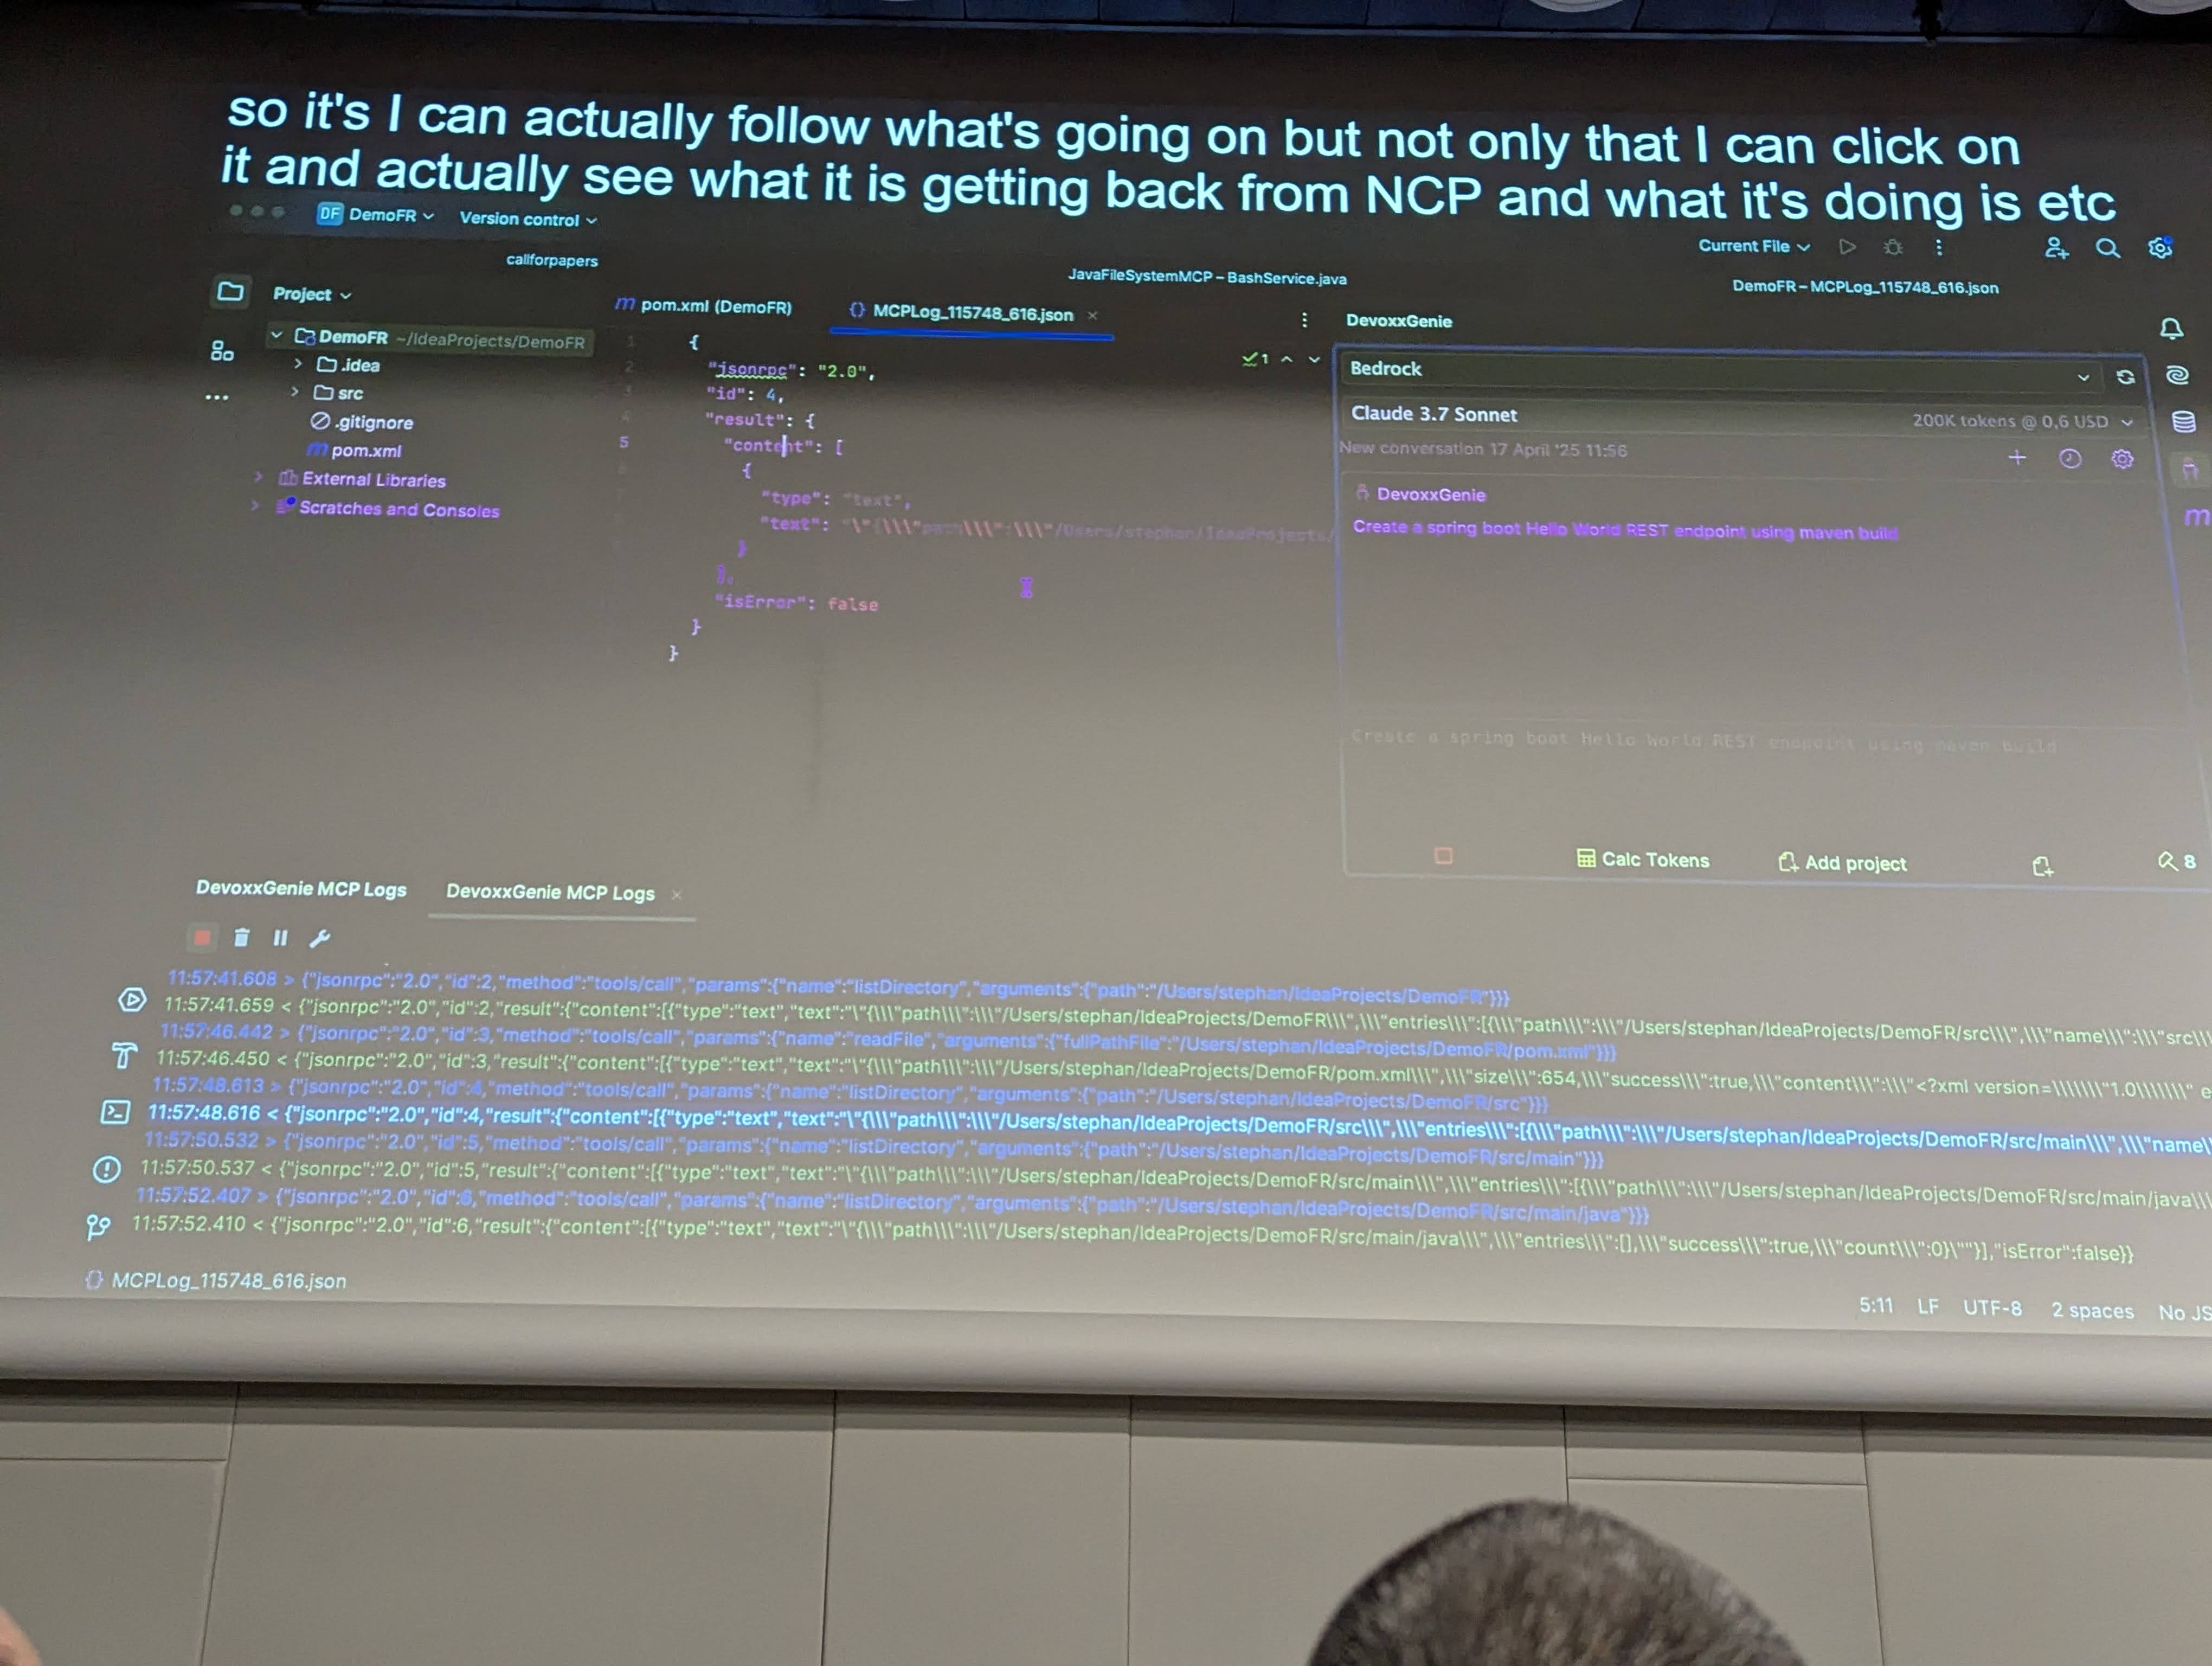 so it's I can actually follow what's going on but not only that I can click on
it and actually see what it is getting back from NCP and what it's doing is etc
DF DemoFR Version control
Current File
callforpapers
JavaFileSystemMCP – BashService.java
DemoFR – MCPLog_115748_616.json
Project
m pom.xml (DemoFR)
{} MCPLog_115748_616.json ×
DevoxxGenie
DemoFR ~/IdeaProjects/DemoFR
.idea
src
.gitignore
m pom.xml
External Libraries
Scratches and Consoles
1 {
2 "jsonrpc": "2.0",
3 "id": 4,
4 "result": {
5 "content": [
6 {
7 "type": "text",
"text": "/Users/stephan/IdeaProjects/
}
],
"isError": false
}
}
1
Bedrock
Claude 3.7 Sonnet
200K tokens @ 0,6 USD
New conversation 17 April '25 11:56
DevoxxGenie
Create a spring boot Hello World REST endpoint using maven build
m
Create a spring boot Hello World REST endpoint using maven build
Calc Tokens
Add project
8
DevoxxGenie MCP Logs
DevoxxGenie MCP Logs ×
11:57:41.608 > {"jsonrpc":"2.0","id":2,"method":"tools/call","params":{"name":"listDirectory","arguments":{"path":"/Users/stephan/IdeaProjects/DemoFR"}}}
11:57:41.659 < {"jsonrpc":"2.0","id":2,"result":{"content":[{"type":"text","text":"\"{\\\"path\\\":\\\"/Users/stephan/IdeaProjects/DemoFR\\\",\\\"entries\\\":[{\\\"path\\\":\\\"/Users/stephan/IdeaProjects/DemoFR/src\\\",\\\"name\\\":\\\"src\\\
11:57:46.442 > {"jsonrpc":"2.0","id":3,"method":"tools/call","params":{"name":"readFile","arguments":{"fullPathFile":"/Users/stephan/IdeaProjects/DemoFR/pom.xml"}}}
11:57:46.450 < {"jsonrpc":"2.0","id":3,"result":{"content":[{"type":"text","text":"\"{\\\"path\\\":\\\"/Users/stephan/IdeaProjects/DemoFR/pom.xml\\\",\\\"size\\\":654,\\\"success\\\":true,\\\"content\\\":\\\"<?xml version=\\\\\\\"1.0\\\\\\\" e
11:57:48.613 > {"jsonrpc":"2.0","id":4,"method":"tools/call","params":{"name":"listDirectory","arguments":{"path":"/Users/stephan/IdeaProjects/DemoFR/src"}}}
11:57:48.616 < {"jsonrpc":"2.0","id":4,"result":{"content":[{"type":"text","text":"\"{\\\"path\\\":\\\"/Users/stephan/IdeaProjects/DemoFR/src\\\",\\\"entries\\\":[{\\\"path\\\":\\\"/Users/stephan/IdeaProjects/DemoFR/src/main\\\",\\\"name\
11:57:50.532 > {"jsonrpc":"2.0","id":5,"method":"tools/call","params":{"name":"listDirectory","arguments":{"path":"/Users/stephan/IdeaProjects/DemoFR/src/main"}}}
11:57:50.537 < {"jsonrpc":"2.0","id":5,"result":{"content":[{"type":"text","text":"\"{\\\"path\\\":\\\"/Users/stephan/IdeaProjects/DemoFR/src/main\\\",\\\"entries\\\":[{\\\"path\\\":\\\"/Users/stephan/IdeaProjects/DemoFR/src/main/java\\\
11:57:52.407 > {"jsonrpc":"2.0","id":6,"method":"tools/call","params":{"name":"listDirectory","arguments":{"path":"/Users/stephan/IdeaProjects/DemoFR/src/main/java"}}}
11:57:52.410 < {"jsonrpc":"2.0","id":6,"result":{"content":[{"type":"text","text":"\"{\\\"path\\\":\\\"/Users/stephan/IdeaProjects/DemoFR/src/main/java\\\",\\\"entries\\\":[],\\\"success\\\":true,\\\"count\\\":0}\""}],"isError":false}}
{} MCPLog_115748_616.json
5:11 LF UTF-8 2 spaces No JS